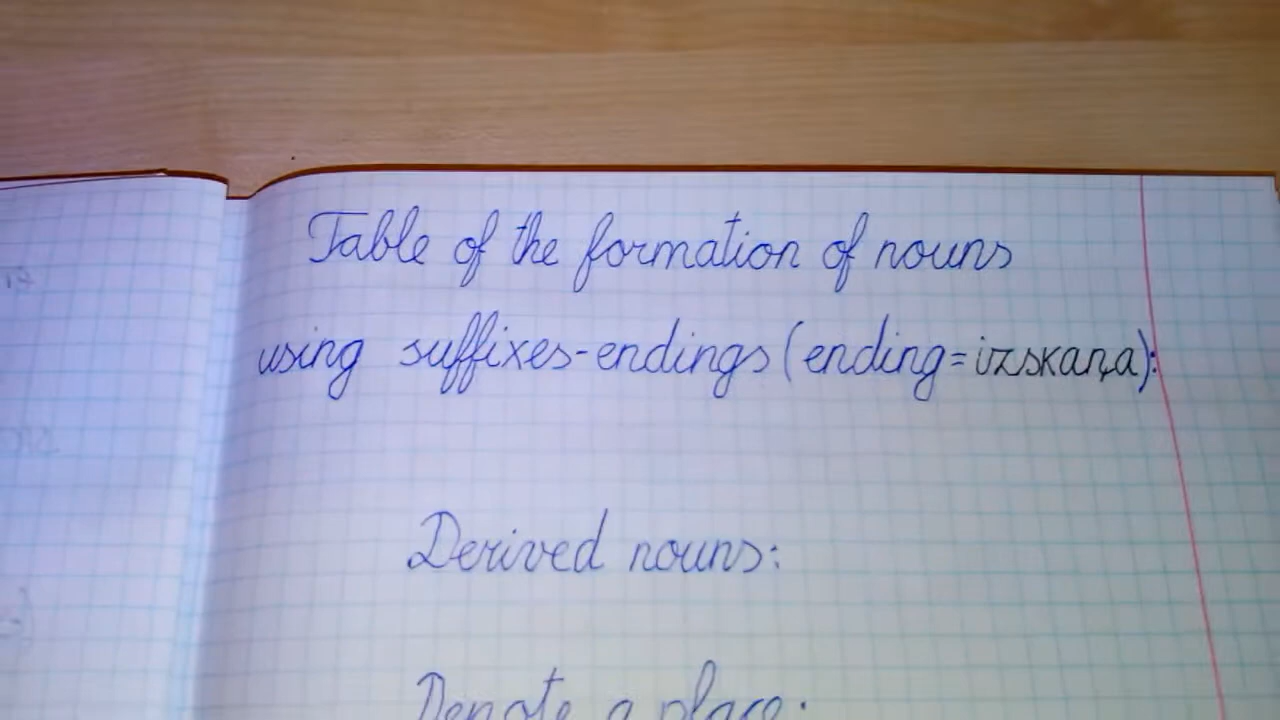 Table of the formation of nouns
using suffixes-endings (ending=izskaņa):
Derived nouns:
Denote a place: